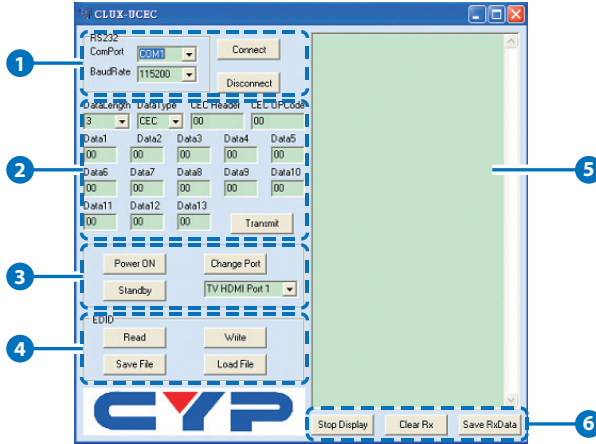 CLUX-UCEC
RS232
ComPort COM1 Connect
BaudRate 115200 Disconnect
1
DataLength DataType CEC Header CEC OPCode
3 CEC 00 00
Data1 Data2 Data3 Data4 Data5
00 00 00 00 00
2
Data6 Data7 Data8 Data9 Data10
00 00 00 00 00
Data11 Data12 Data13
00 00 00 Transmit
5
Power ON Change Port
3
Standby TV HDMI Port 1
EDID
Read Write
4
Save File Load File
CYP
Stop Display Clear Rx Save RxData
6